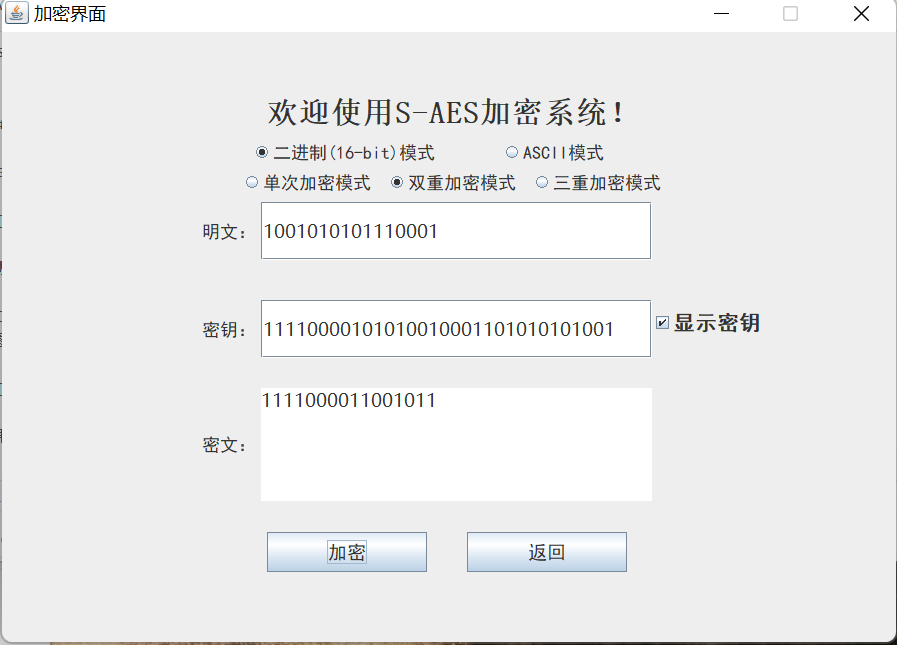 加密界面
欢迎使用S-AES加密系统!
二进制(16-bit)模式 ASCII模式
单次加密模式 双重加密模式 三重加密模式
明文: 1001010101110001
密钥: 11110000101010010001101010101001 显示密钥
密文: 1111000011001011
加密 返回